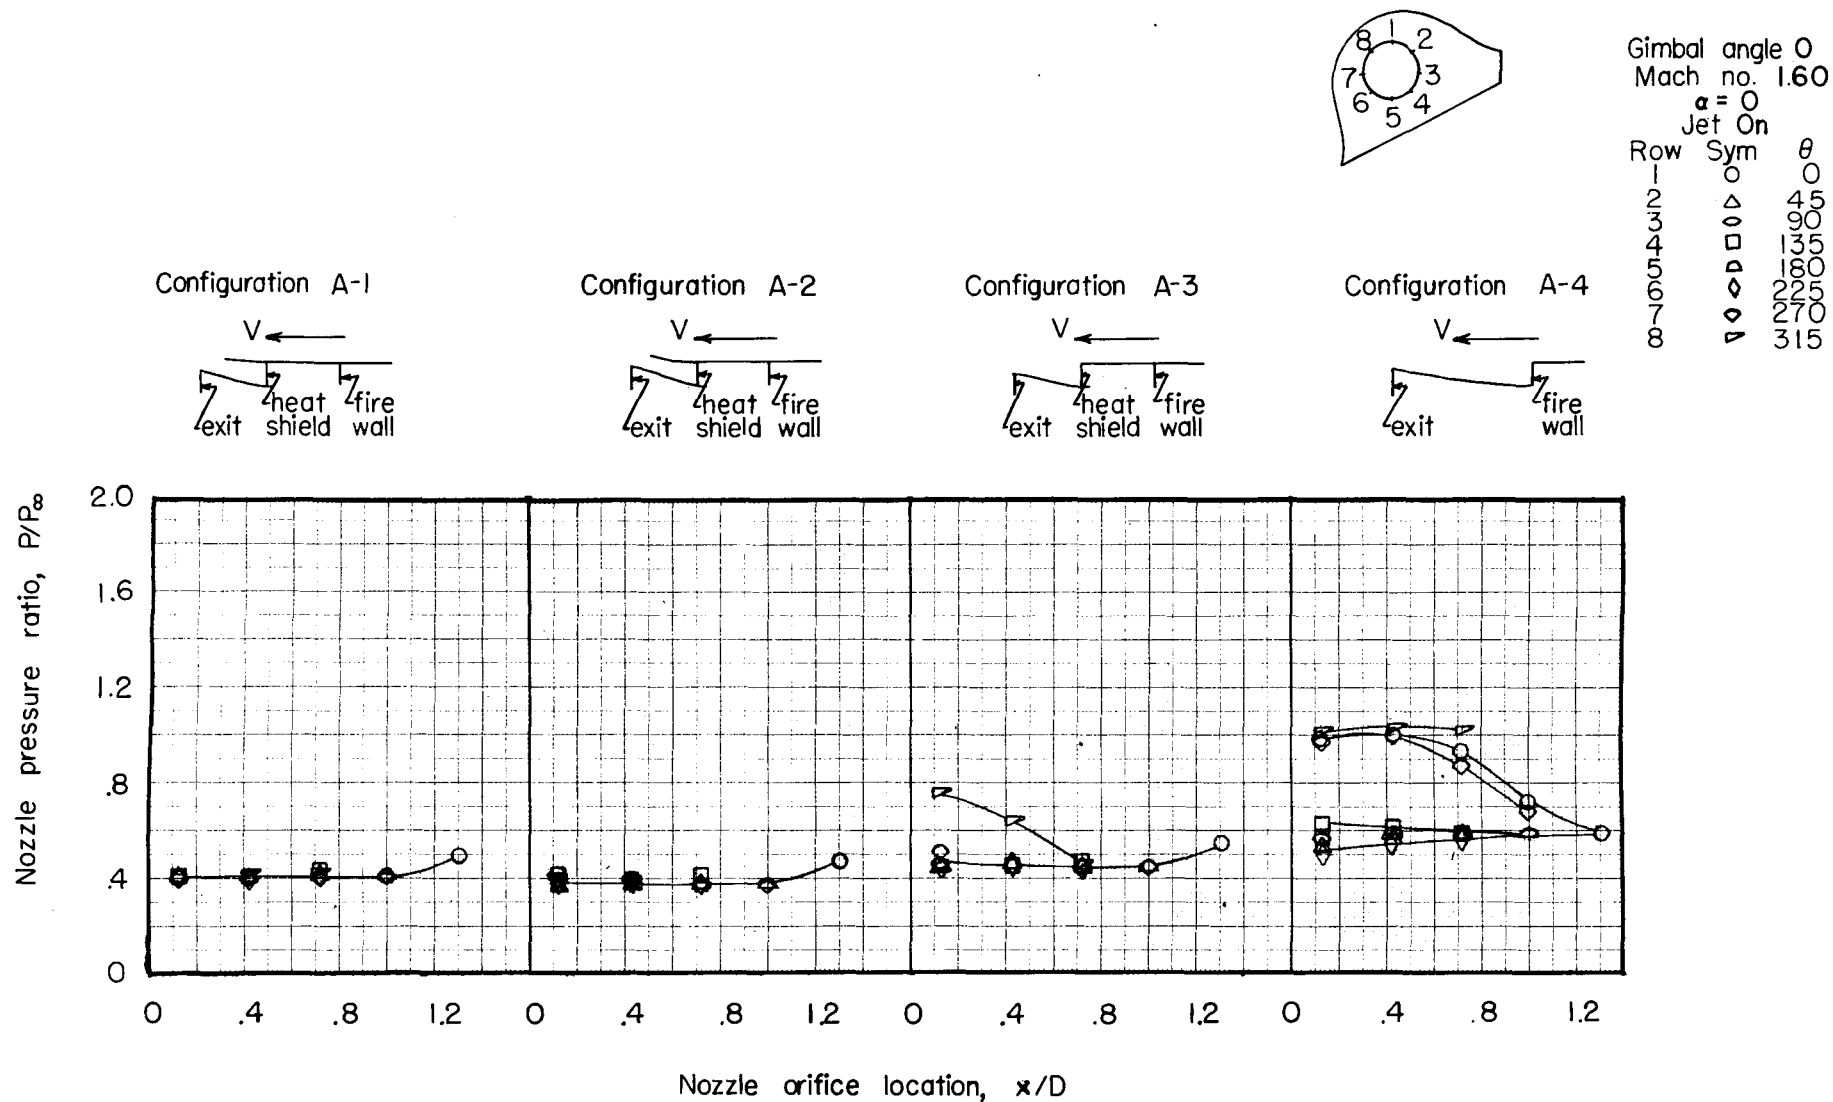 1
8 2
7 3
6 4
5
Gimbal angle 0
Mach no. 1.60
α = 0
Jet On
Row Sym θ
1 0
2 45
3 90
4 135
5 180
6 225
7 270
8 315
Configuration A-1
V
heat fire
exit shield wall
Configuration A-2
V
heat fire
exit shield wall
Configuration A-3
V
heat fire
exit shield wall
Configuration A-4
V
fire
exit wall
Nozzle pressure ratio, P/P∞
2.0
1.6
1.2
.8
.4
0
0 .4 .8 1.2 0 .4 .8 1.2 0 .4 .8 1.2 0 .4 .8 1.2
Nozzle orifice location, x/D